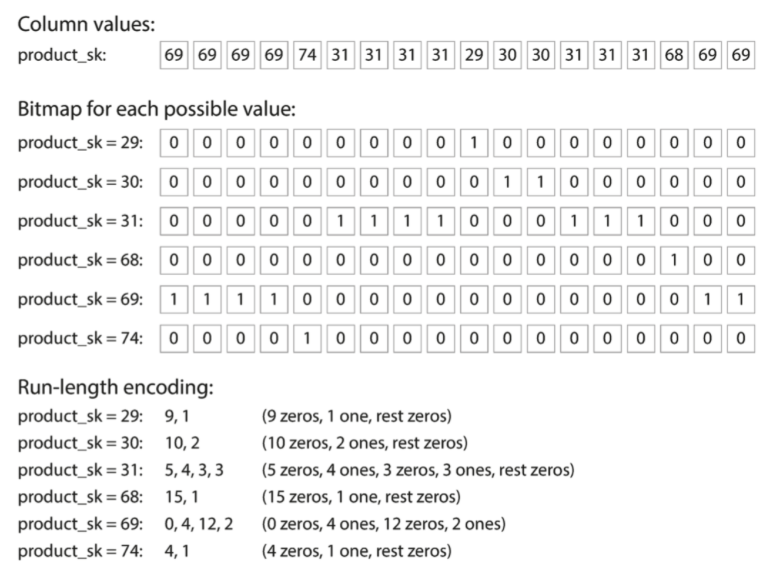 Column values:
product_sk: 69 69 69 69 74 31 31 31 31 29 30 30 31 31 31 68 69 69
Bitmap for each possible value:
product_sk = 29: 0 0 0 0 0 0 0 0 0 1 0 0 0 0 0 0 0 0
product_sk = 30: 0 0 0 0 0 0 0 0 0 0 1 1 0 0 0 0 0 0
product_sk = 31: 0 0 0 0 0 1 1 1 1 0 0 0 1 1 1 0 0 0
product_sk = 68: 0 0 0 0 0 0 0 0 0 0 0 0 0 0 0 1 0 0
product_sk = 69: 1 1 1 1 0 0 0 0 0 0 0 0 0 0 0 0 1 1
product_sk = 74: 0 0 0 0 1 0 0 0 0 0 0 0 0 0 0 0 0 0
Run-length encoding:
product_sk = 29: 9, 1 (9 zeros, 1 one, rest zeros)
product_sk = 30: 10, 2 (10 zeros, 2 ones, rest zeros)
product_sk = 31: 5, 4, 3, 3 (5 zeros, 4 ones, 3 zeros, 3 ones, rest zeros)
product_sk = 68: 15, 1 (15 zeros, 1 one, rest zeros)
product_sk = 69: 0, 4, 12, 2 (0 zeros, 4 ones, 12 zeros, 2 ones)
product_sk = 74: 4, 1 (4 zeros, 1 one, rest zeros)